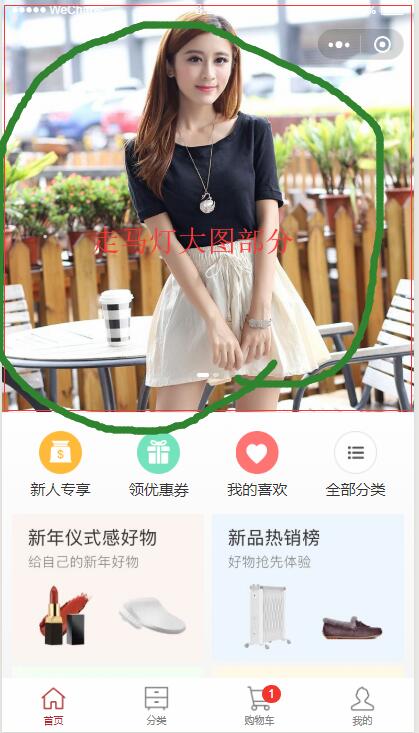 WeChat
走马灯大图部分
$
新人专享
领优惠券
我的喜欢
全部分类
新年仪式感好物
新品热销榜
给自己的新年好物
好物抢先体验
1
首页
分类
购物车
我的